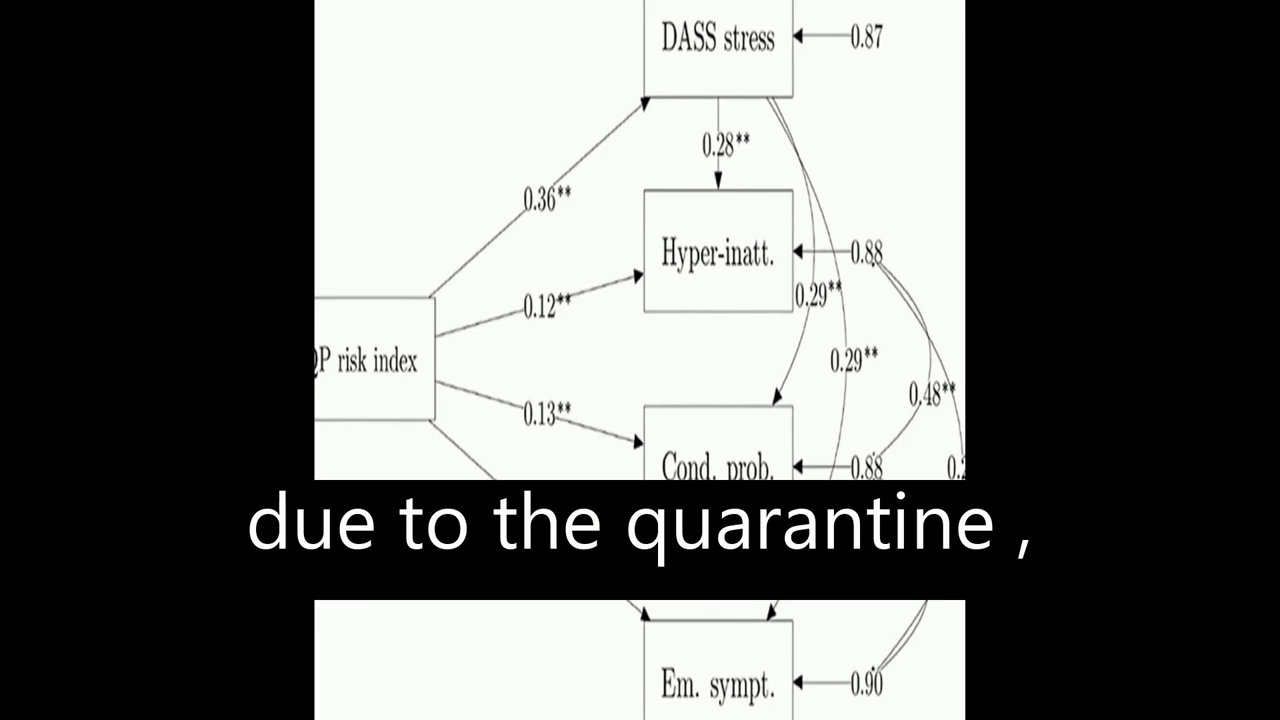 DASS stress
0.87
0.28**
0.36**
Hyper-inatt.
0.88
0.12**
0.29**
P risk index
0.29**
0.48**
0.13**
Cond. prob.
0.88
due to the quarantine ,
Em. sympt.
0.90